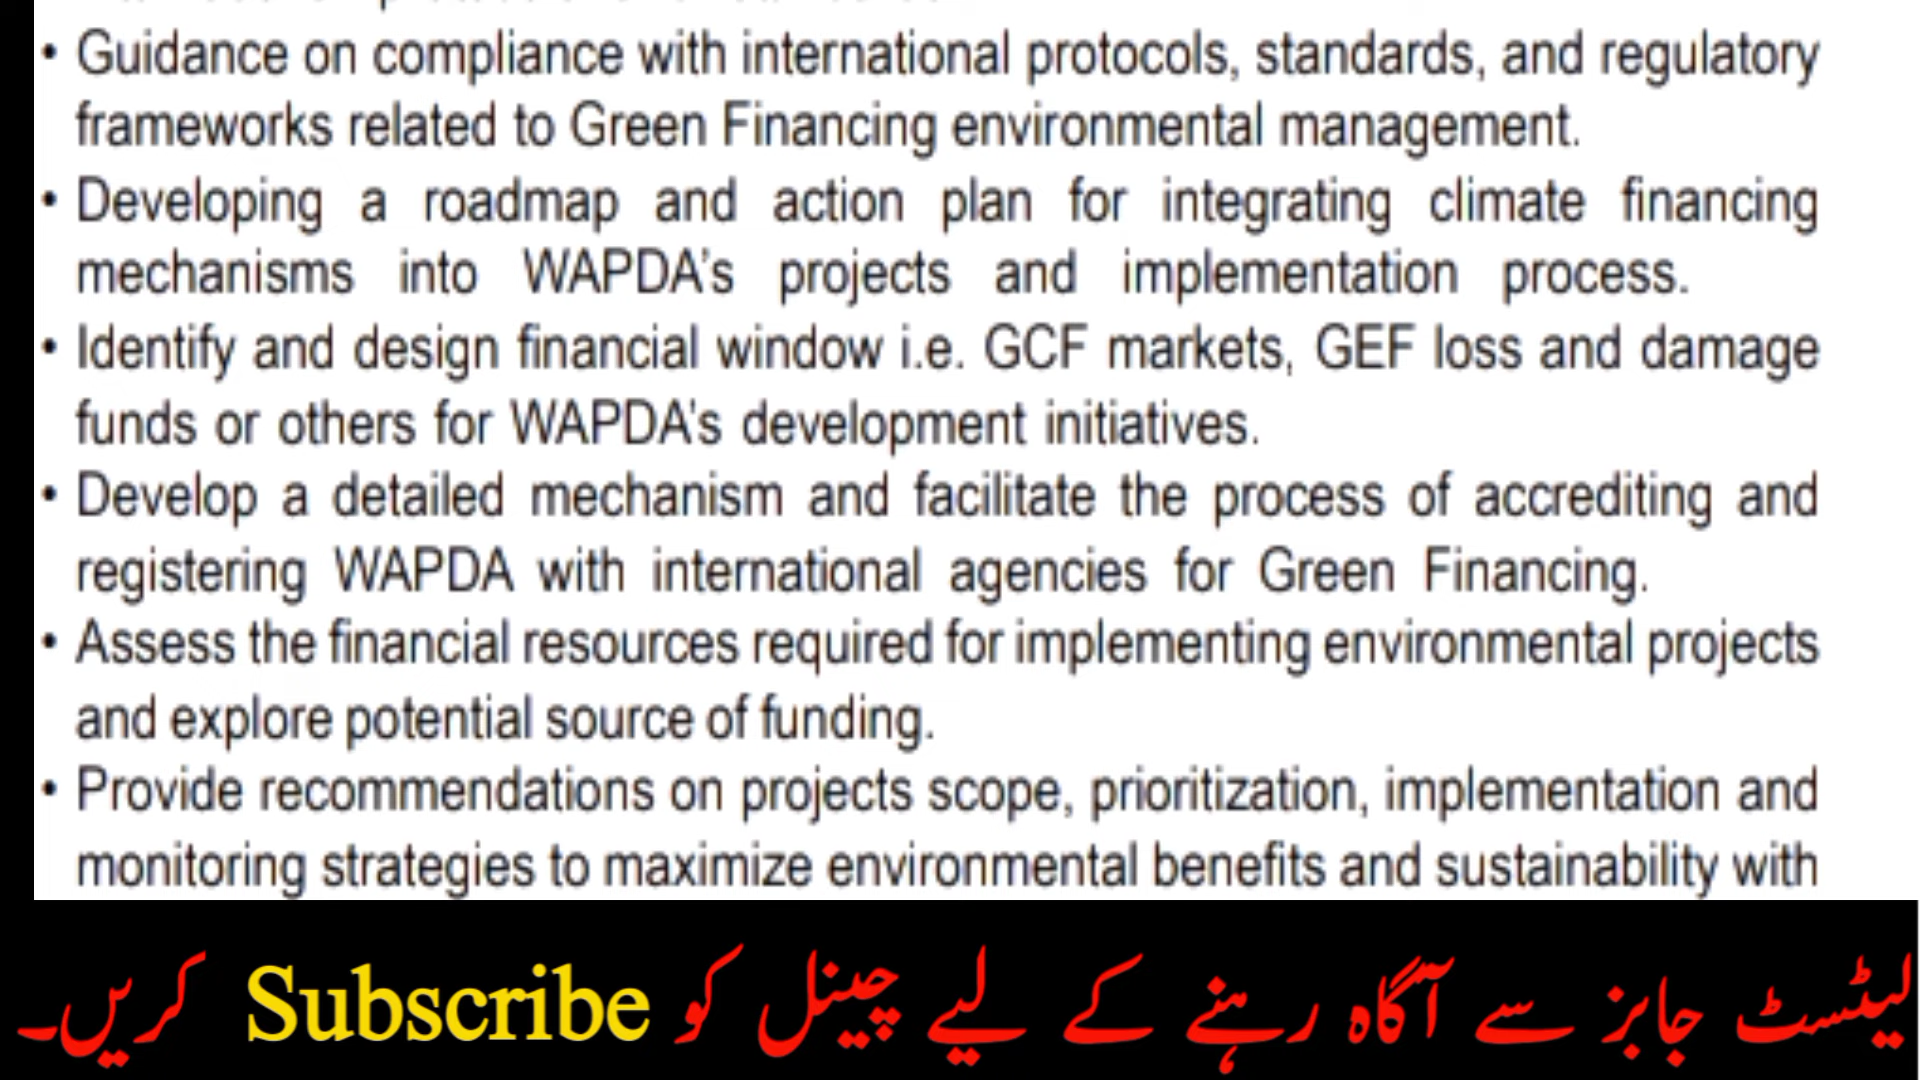 • Guidance on compliance with international protocols, standards, and regulatory
frameworks related to Green Financing environmental management.
• Developing a roadmap and action plan for integrating climate financing
mechanisms into WAPDA's projects and implementation process.
• Identify and design financial window i.e. GCF markets, GEF loss and damage
funds or others for WAPDA's development initiatives.
• Develop a detailed mechanism and facilitate the process of accrediting and
registering WAPDA with international agencies for Green Financing.
• Assess the financial resources required for implementing environmental projects
and explore potential source of funding.
• Provide recommendations on projects scope, prioritization, implementation and
monitoring strategies to maximize environmental benefits and sustainability with
لیٹسٹ جابز سے آگاہ رہنے کے لیے چینل کو Subscribe کریں۔